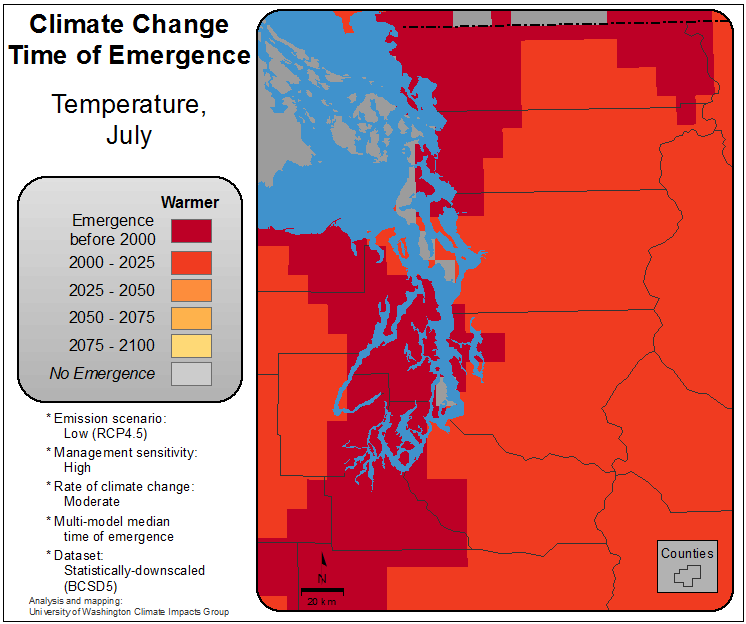 Climate Change
Time of Emergence
Temperature,
July
Warmer
Emergence
before 2000
2000 - 2025
2025 - 2050
2050 - 2075
2075 - 2100
No Emergence
* Emission scenario:
Low (RCP4.5)
* Management sensitivity:
High
* Rate of climate change:
Moderate
* Multi-model median
time of emergence
* Dataset:
Statistically-downscaled
(BCSD5)
Analysis and mapping:
University of Washington Climate Impacts Group
N
20 km
Counties